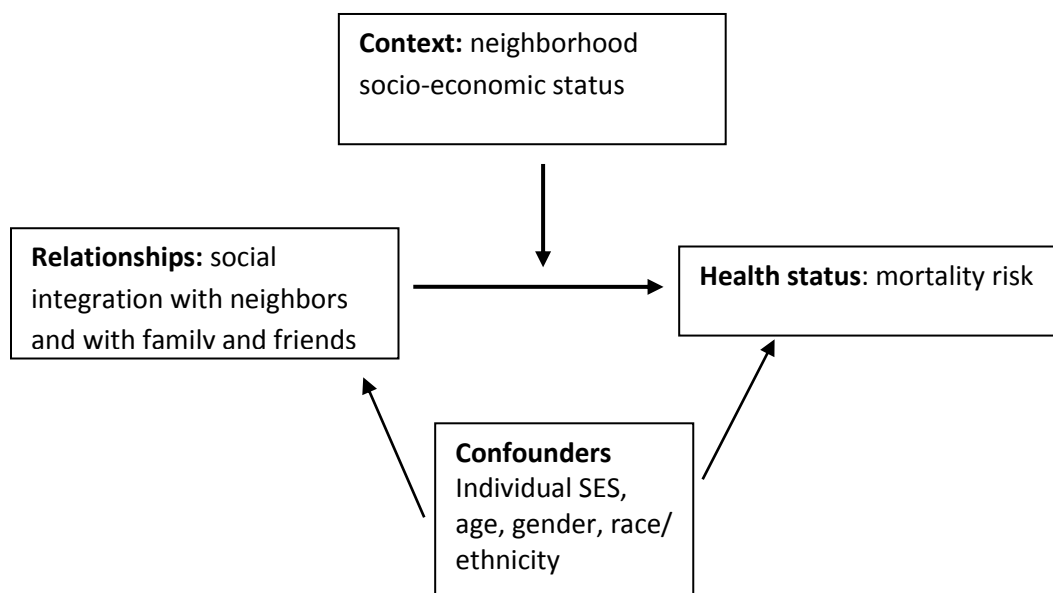 Context: neighborhood
socio-economic status
Relationships: social
integration with neighbors
and with family and friends
Health status: mortality risk
Confounders
Individual SES,
age, gender, race/
ethnicity